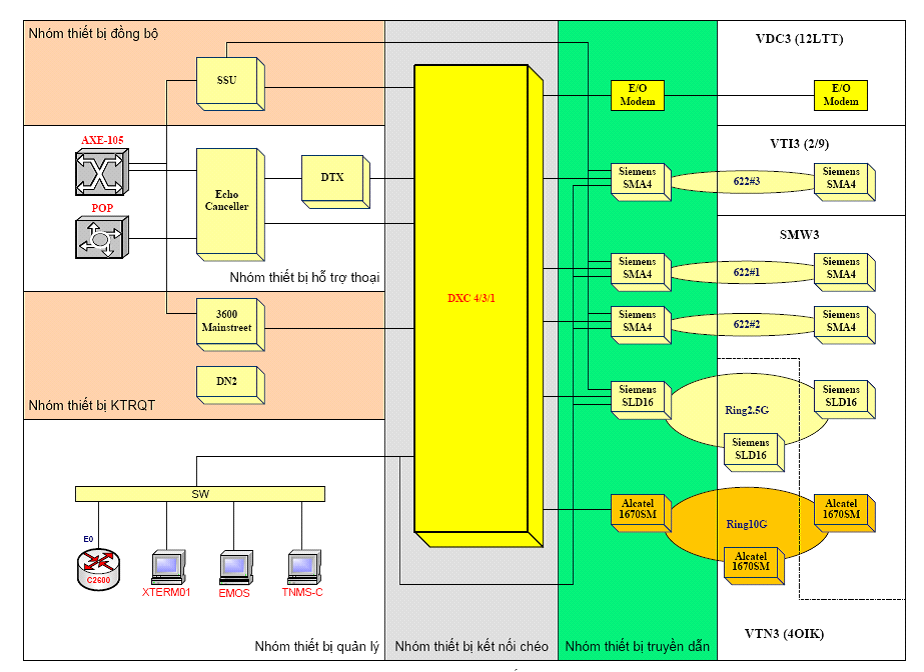 Nhóm thiết bị đồng bộ
SSU
AXE-105
POP
Echo
Canceller
DTX
Nhóm thiết bị hỗ trợ thoại
3600
Mainstreet
DN2
Nhóm thiết bị KTRQT
SW
E0
C2600
XTERM01
EMOS
TNMS-C
Nhóm thiết bị quản lý
DXC 4/3/1
Nhóm thiết bị kết nối chéo
E/O
Modem
Siemens
SMA4
Siemens
SMA4
Siemens
SMA4
Siemens
SLD16
Alcatel
1670SM
Nhóm thiết bị truyền dẫn
VDC3 (12LTT)
E/O
Modem
VTI3 (2/9)
622#3
Siemens
SMA4
SMW3
622#1
Siemens
SMA4
622#2
Siemens
SMA4
Ring2.5G
Siemens
SLD16
Siemens
SLD16
Ring10G
Alcatel
1670SM
Alcatel
1670SM
VTN3 (4OIK)